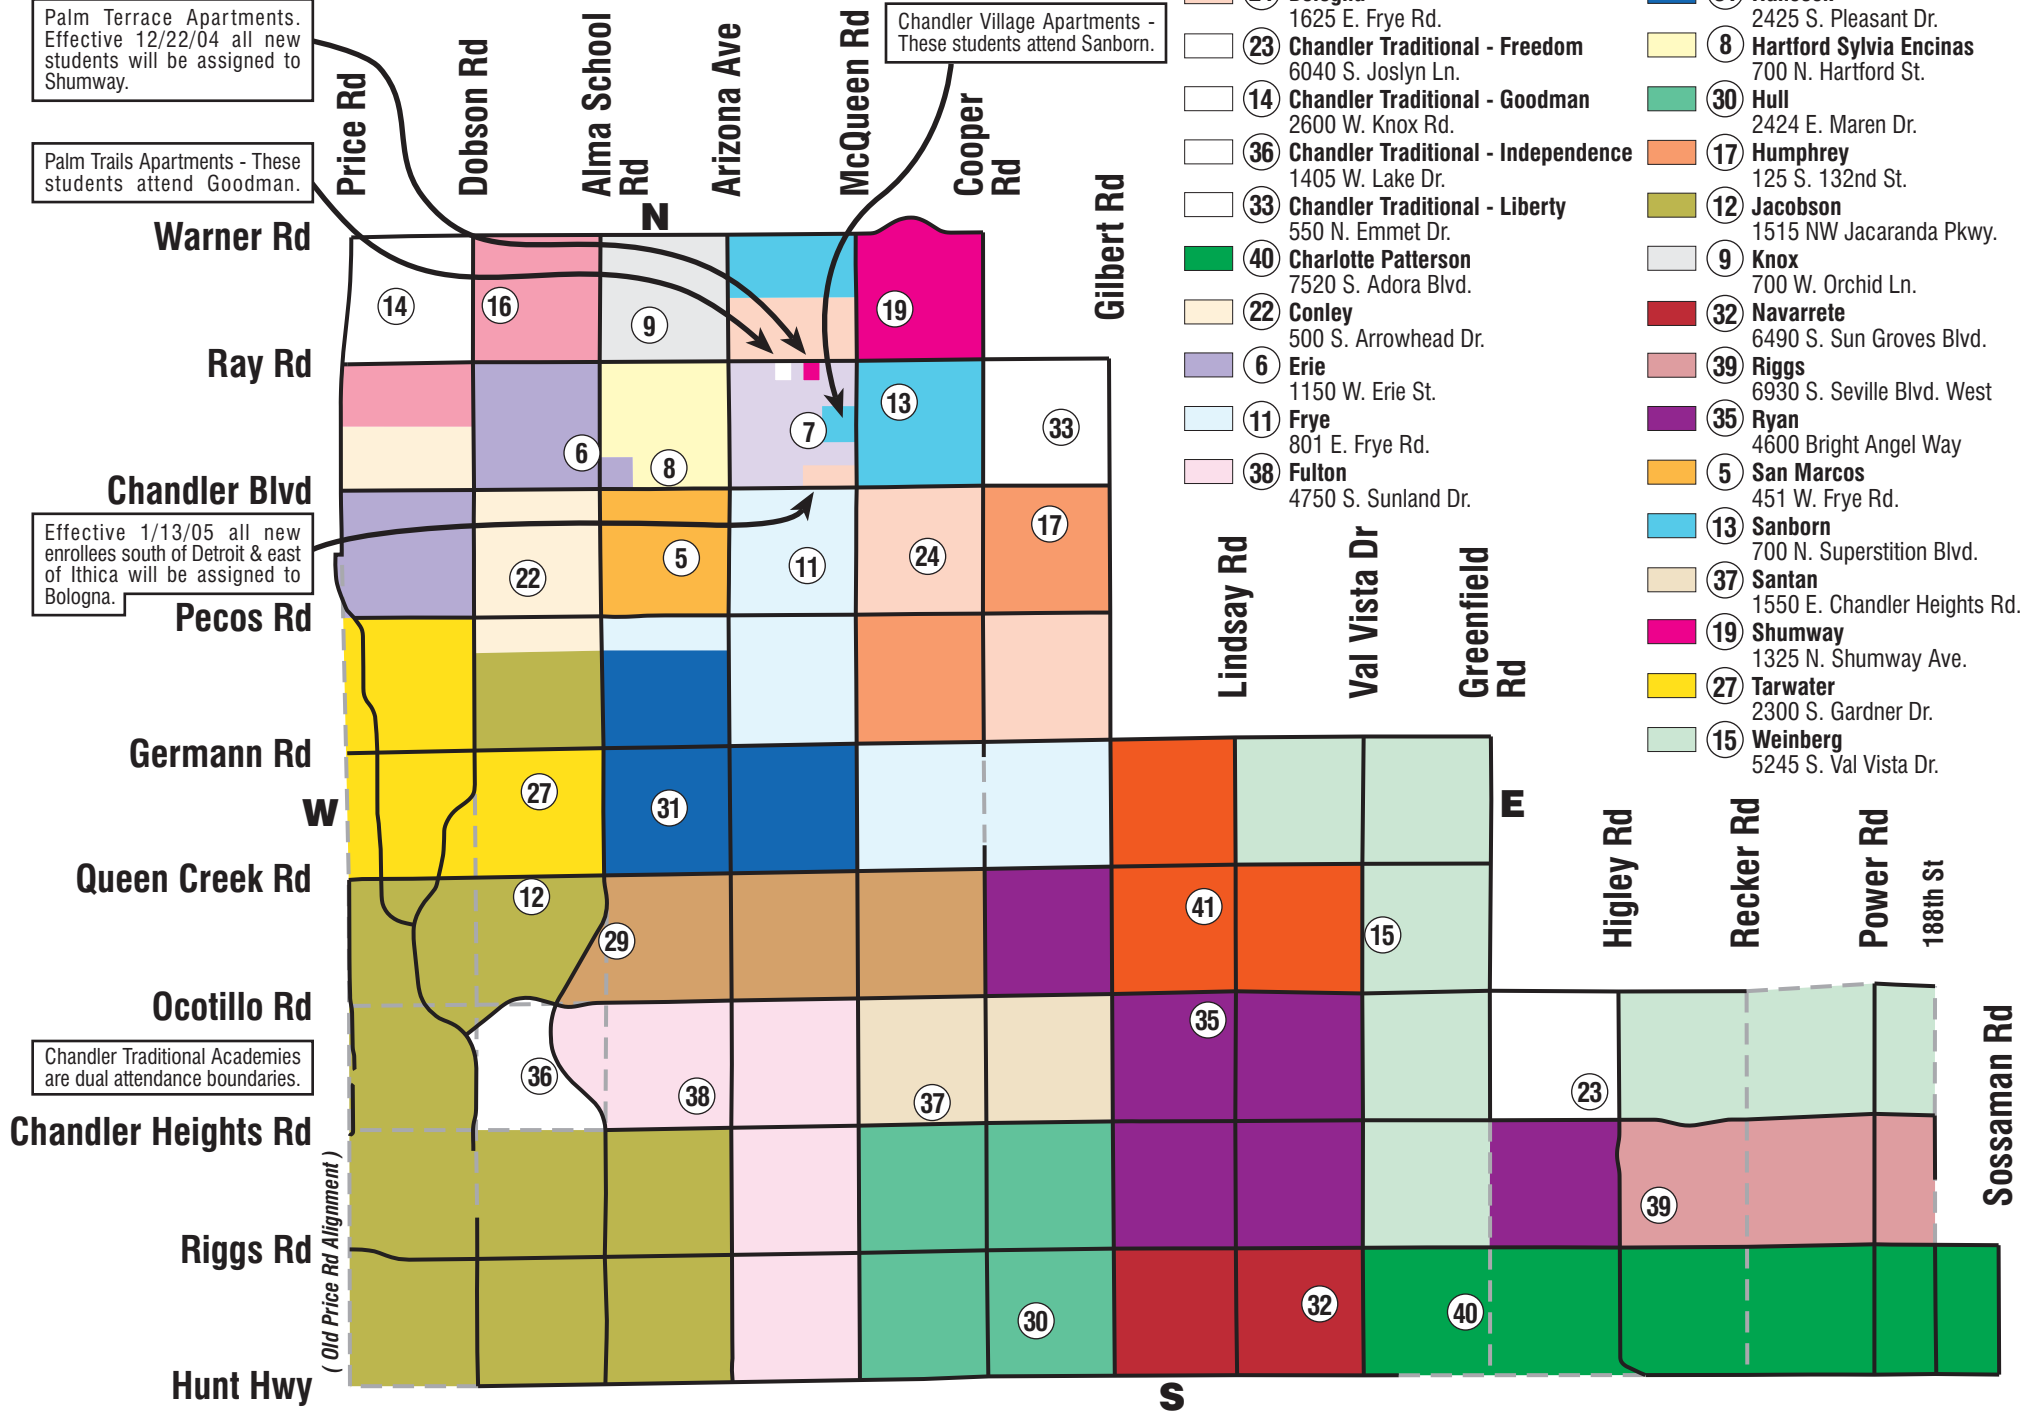 Palm Terrace Apartments.
Effective 12/22/04 all new
students will be assigned to
Shumway.
Palm Trails Apartments - These
students attend Goodman.
Chandler Village Apartments -
These students attend Sanborn.
Price Rd
Dobson Rd
Alma School
Rd
Arizona Ave
McQueen Rd
Cooper
Rd
Gilbert Rd
1625 E. Frye Rd.
23 Chandler Traditional - Freedom
6040 S. Joslyn Ln.
14 Chandler Traditional - Goodman
2600 W. Knox Rd.
36 Chandler Traditional - Independence
1405 W. Lake Dr.
33 Chandler Traditional - Liberty
550 N. Emmet Dr.
40 Charlotte Patterson
7520 S. Adora Blvd.
22 Conley
500 S. Arrowhead Dr.
6 Erie
1150 W. Erie St.
11 Frye
801 E. Frye Rd.
38 Fulton
4750 S. Sunland Dr.
2425 S. Pleasant Dr.
8 Hartford Sylvia Encinas
700 N. Hartford St.
30 Hull
2424 E. Maren Dr.
17 Humphrey
125 S. 132nd St.
12 Jacobson
1515 NW Jacaranda Pkwy.
9 Knox
700 W. Orchid Ln.
32 Navarrete
6490 S. Sun Groves Blvd.
39 Riggs
6930 S. Seville Blvd. West
35 Ryan
4600 Bright Angel Way
5 San Marcos
451 W. Frye Rd.
13 Sanborn
700 N. Superstition Blvd.
37 Santan
1550 E. Chandler Heights Rd.
19 Shumway
1325 N. Shumway Ave.
27 Tarwater
2300 S. Gardner Dr.
15 Weinberg
5245 S. Val Vista Dr.
N
Warner Rd
14
16
9
19
Ray Rd
6
8
7
13
33
Chandler Blvd
Effective 1/13/05 all new
enrollees south of Detroit & east
of Ithica will be assigned to
Bologna.
22
5
11
24
17
Pecos Rd
Lindsay Rd
Val Vista Dr
Greenfield
Rd
Germann Rd
W
27
31
E
Queen Creek Rd
12
29
41
15
Higley Rd
Recker Rd
Power Rd
188th St
Ocotillo Rd
Chandler Traditional Academies
are dual attendance boundaries.
36
38
37
35
23
Sossaman Rd
Chandler Heights Rd
( Old Price Rd Alignment )
39
Riggs Rd
30
32
40
Hunt Hwy
S